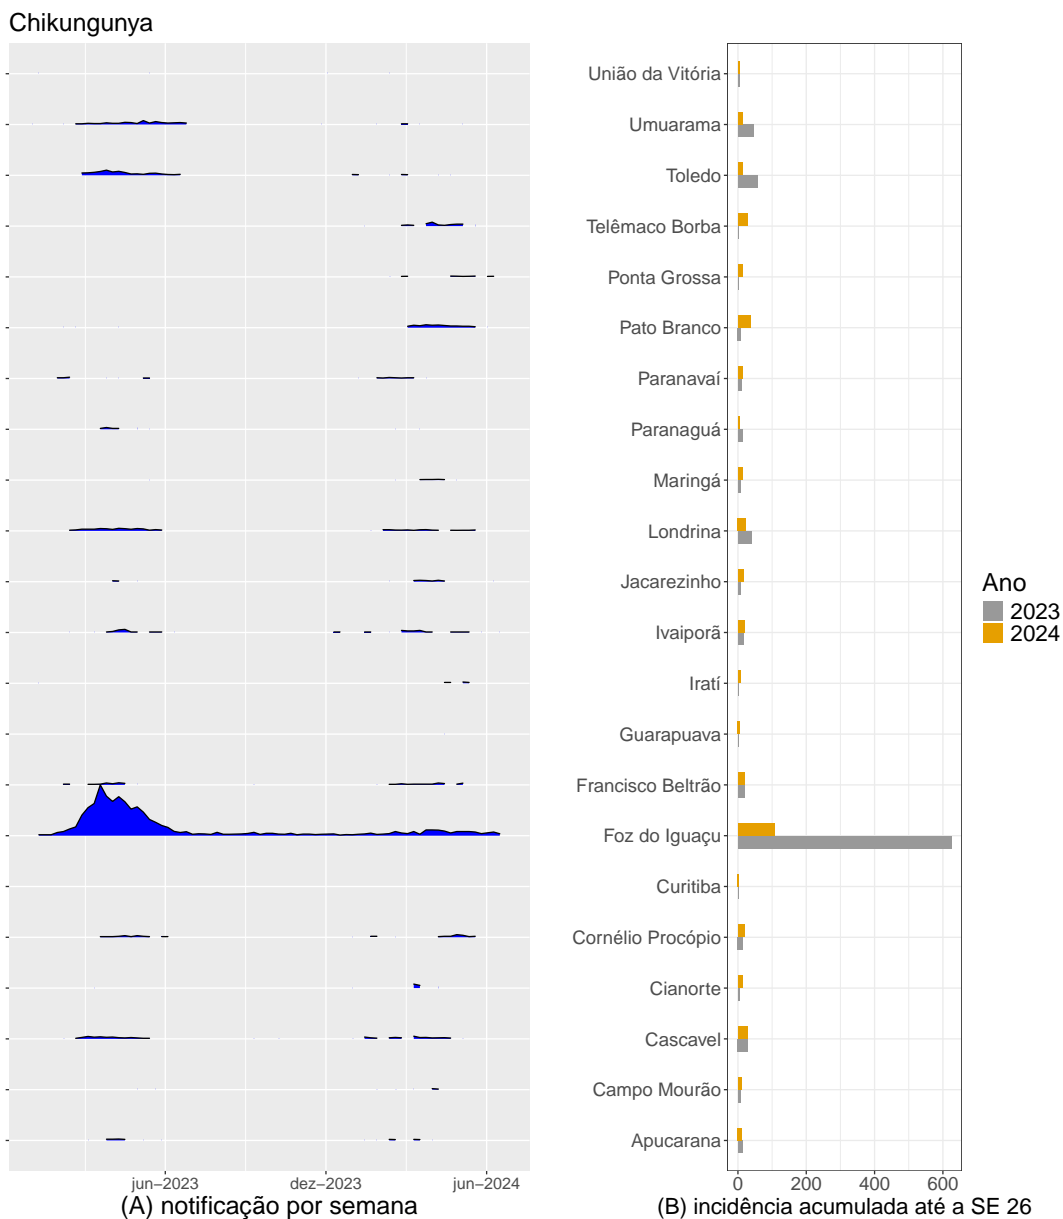 Chikungunya
União da Vitória
Umuarama
Toledo
Telêmaco Borba
Ponta Grossa
Pato Branco
Paranavaí
Paranaguá
Maringá
Londrina
Jacarezinho
Ivaiporã
Iratí
Guarapuava
Francisco Beltrão
Foz do Iguaçu
Curitiba
Cornélio Procópio
Cianorte
Cascavel
Campo Mourão
Apucarana
Ano
2023
2024
jun−2023 dez−2023 jun−2024
0 200 400 600
(A) notificação por semana
(B) incidência acumulada até a SE 26